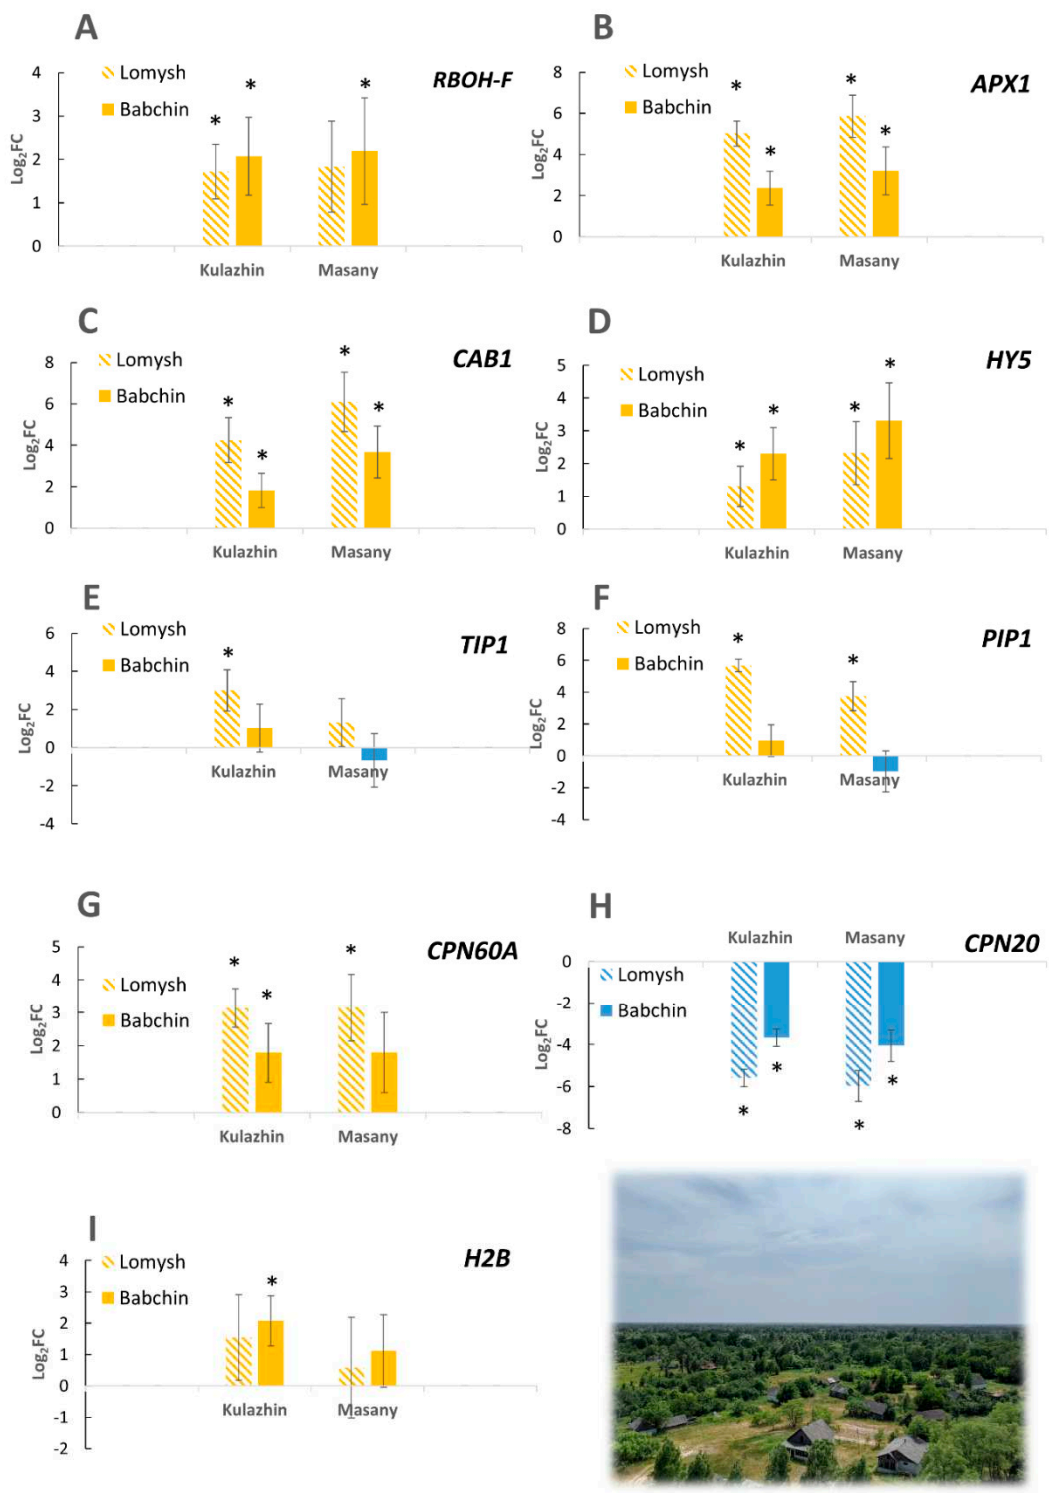 A
Lomysh
Babchin
RBOH-F
Log₂FC
4
3
2
1
0
Kulazhin
Masany
B
Lomysh
Babchin
APX1
Log₂FC
8
6
4
2
0
Kulazhin
Masany
C
Lomysh
Babchin
CAB1
Log₂FC
8
6
4
2
0
Kulazhin
Masany
D
Lomysh
Babchin
HY5
5
4
3
2
1
0
Kulazhin
Masany
E
Lomysh
Babchin
TIP1
Log₂FC
6
4
2
0
-2
-4
Kulazhin
Masany
F
Lomysh
Babchin
PIP1
Log₂FC
8
6
4
2
0
-2
-4
Kulazhin
Masany
G
Lomysh
Babchin
CPN60A
Log₂FC
5
4
3
2
1
0
Kulazhin
Masany
H
Kulazhin
Masany
CPN20
Lomysh
Babchin
Log₂FC
0
-2
-4
-6
-8
I
Lomysh
Babchin
H2B
Log₂FC
4
3
2
1
0
-1
-2
Kulazhin
Masany